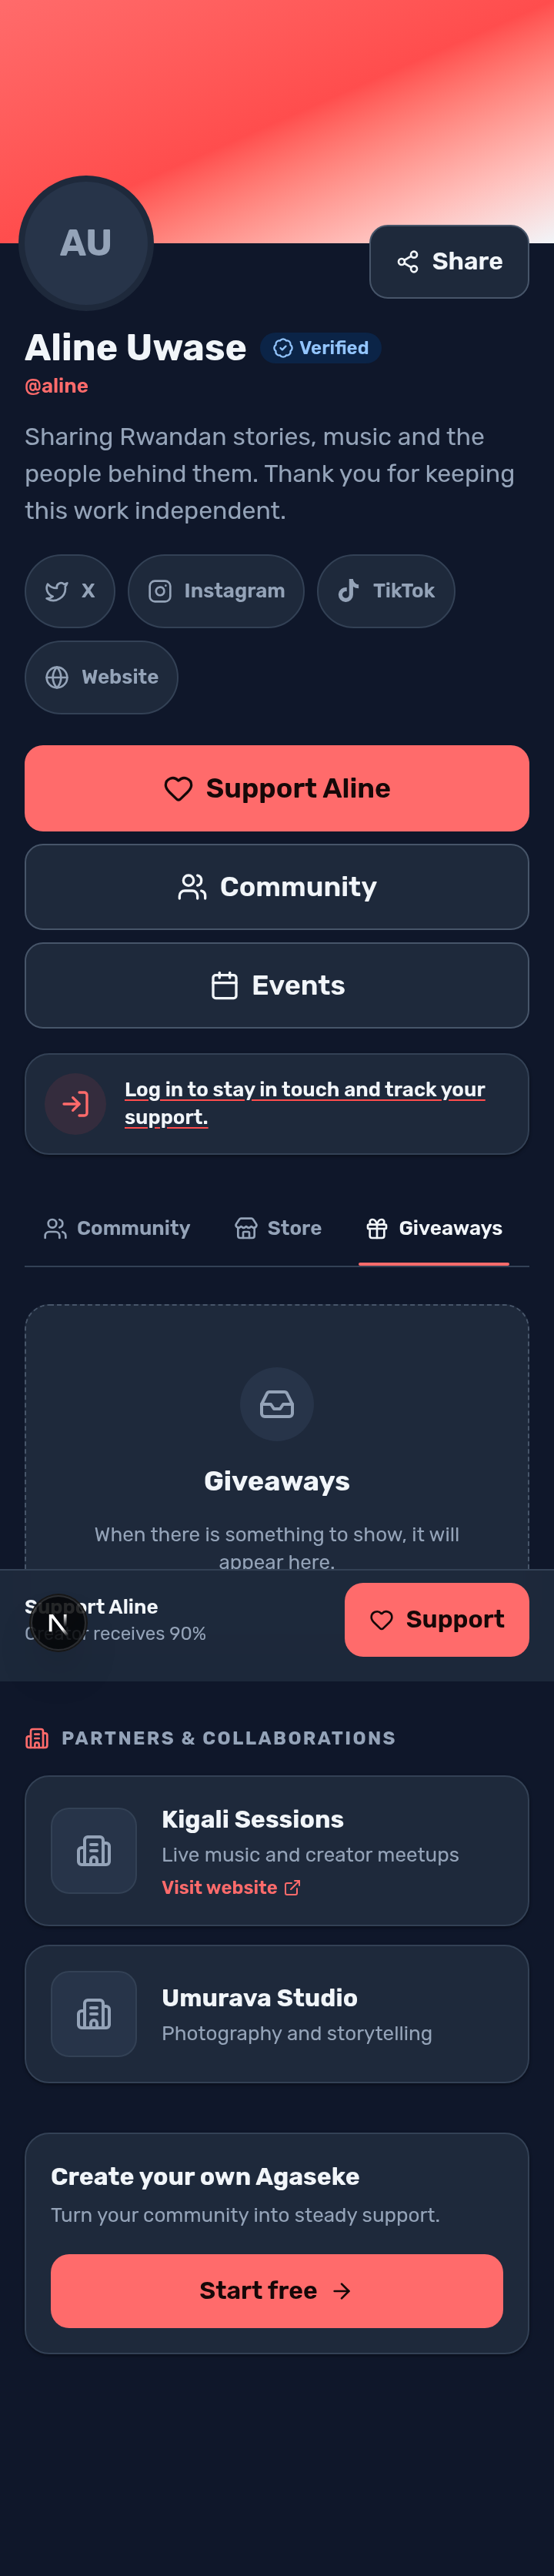 AU
Share
Aline Uwase
Verified
@aline
Sharing Rwandan stories, music and the
people behind them. Thank you for keeping
this work independent.
X
Instagram
TikTok
Website
Support Aline
Community
Events
Log in to stay in touch and track your
support.
Community
Store
Giveaways
Giveaways
When there is something to show, it will
appear here.
Support Aline
Creator receives 90%
N
Support
PARTNERS & COLLABORATIONS
Kigali Sessions
Live music and creator meetups
Visit website
Umurava Studio
Photography and storytelling
Create your own Agaseke
Turn your community into steady support.
Start free